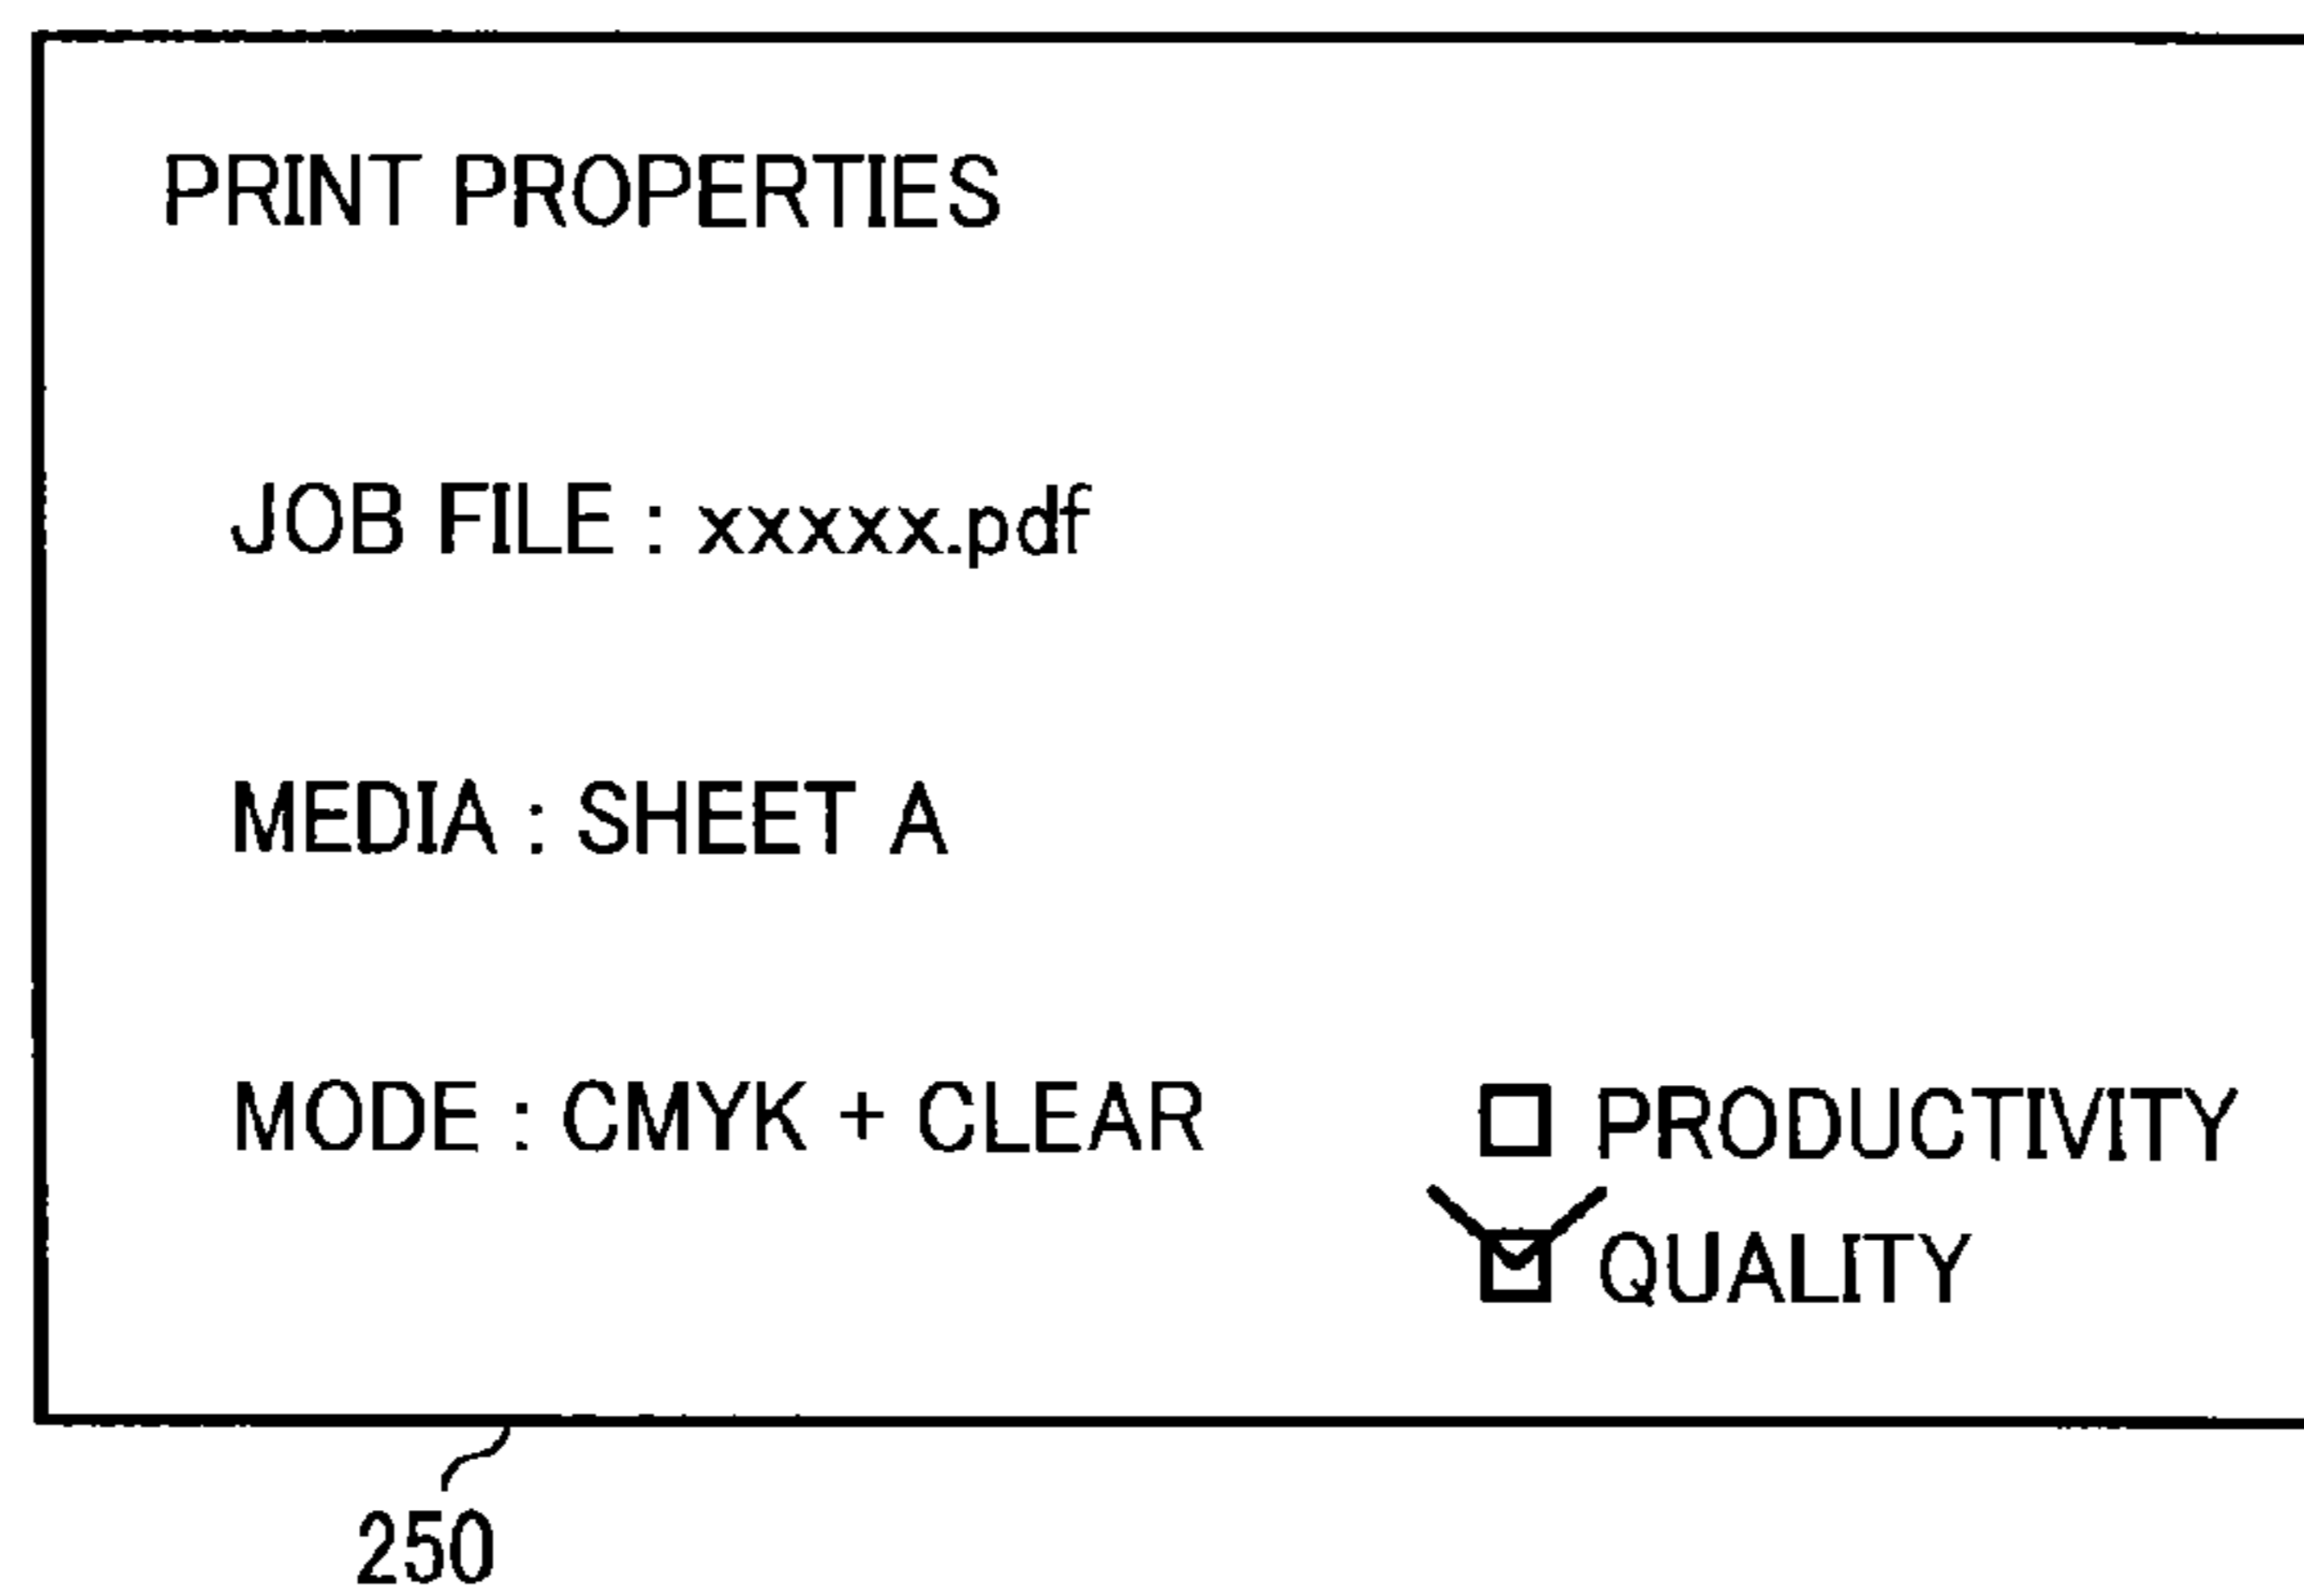 PRINT PROPERTIES
JOB FILE : xxxxx.pdf
MEDIA : SHEET A
MODE : CMYK + CLEAR
PRODUCTIVITY
QUALITY
250